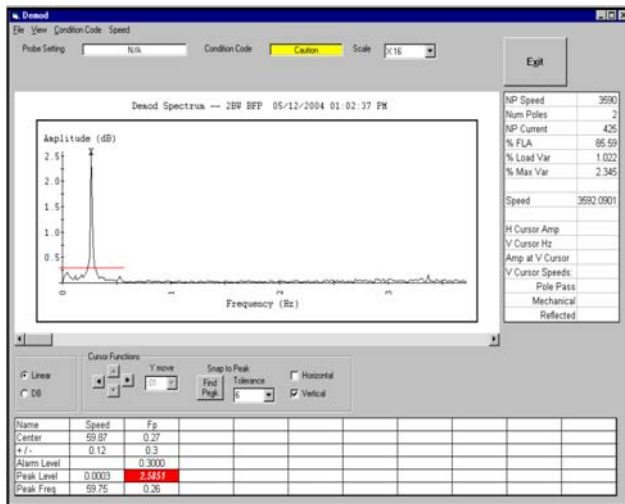 Demod
File View Condition Code Speed
Probe Setting N/A Condition Code Caution Scale X16
Exit
Demod Spectrum -- 2BW BFP 05/12/2004 01:02:37 PM
Amplitude (dB)
2.5
2.0
1.5
1.0
0.5
0 1 2 3
Frequency (Hz)
NP Speed 3590
Num Poles 2
NP Current 425
% FLA 85.59
% Load Var 1.022
% Max Var 2.345
Speed 3592.0901
H Cursor Amp
V Cursor Hz
Amp at V Cursor
V Cursor Speeds:
Pole Pass
Mechanical
Reflected
Linear
DB
Cursor Functions
Y move
.01
Snap to Peak
Find Peak
Tolerance
6
Horizontal
Vertical
Name Speed Fp
Center 59.87 0.27
+/- 0.12 0.3
Alarm Level 0.3000
Peak Level 0.0003 2.5851
Peak Freq 59.75 0.26